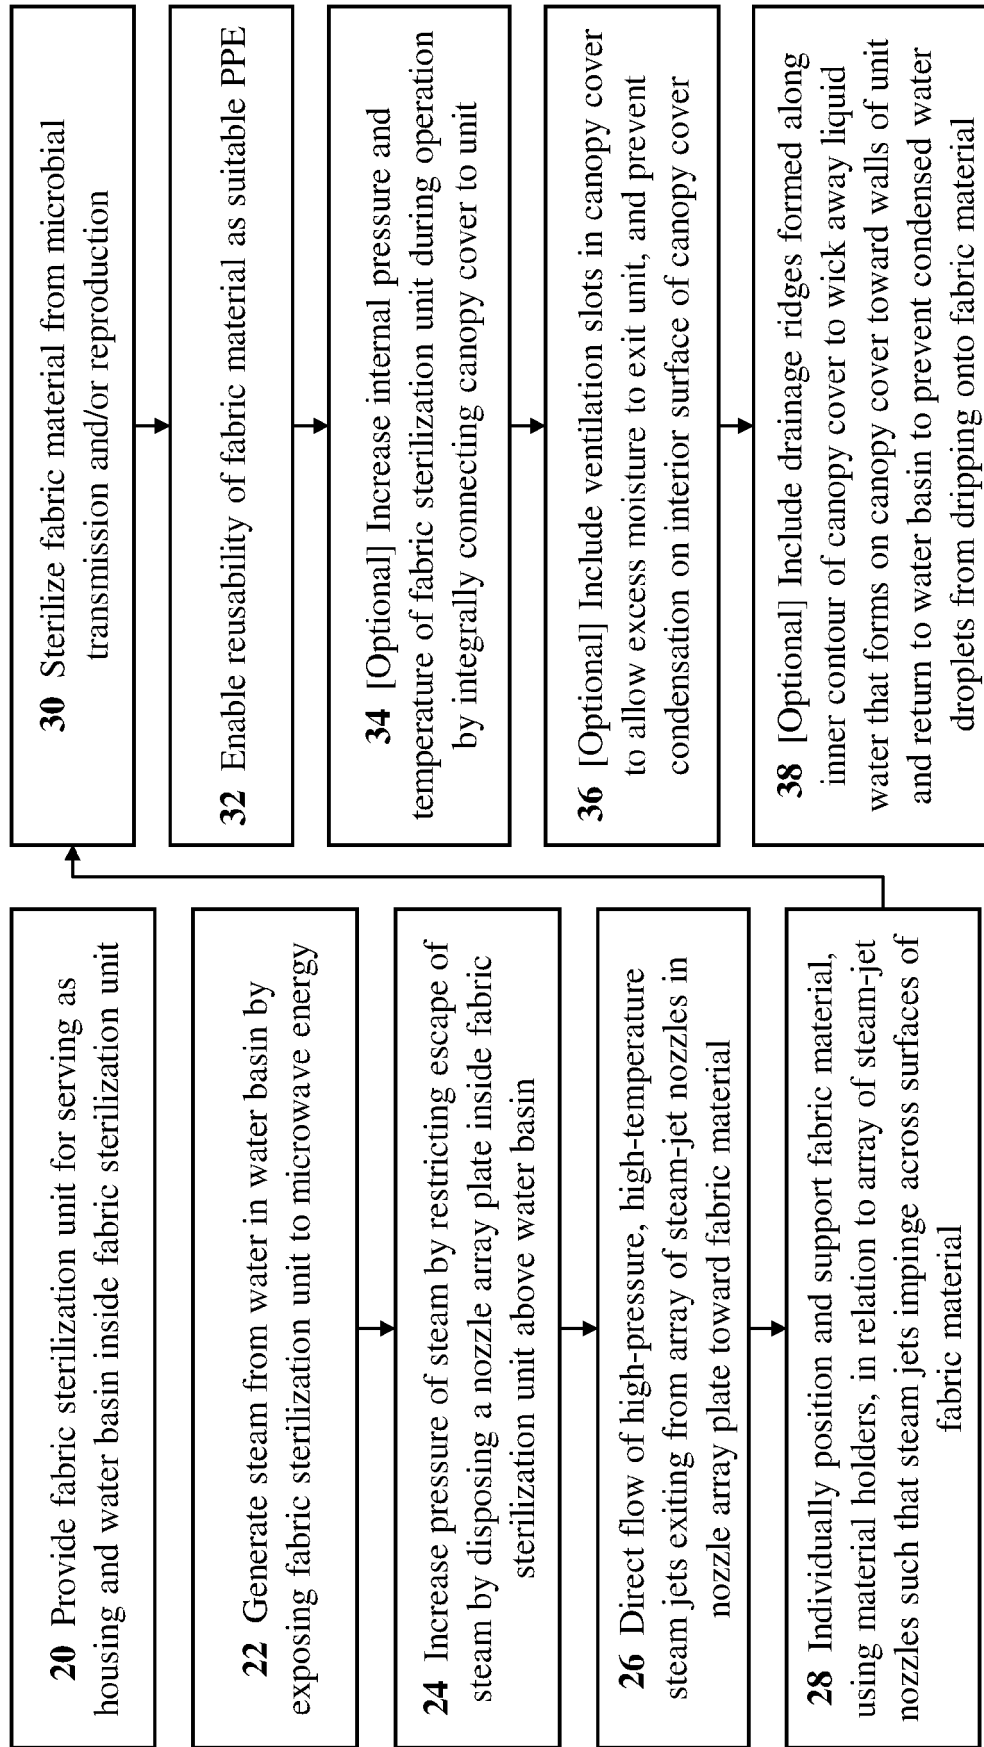 20 Provide fabric sterilization unit for serving as
housing and water basin inside fabric sterilization unit
22 Generate steam from water in water basin by
exposing fabric sterilization unit to microwave energy
24 Increase pressure of steam by restricting escape of
steam by disposing a nozzle array plate inside fabric
sterilization unit above water basin
26 Direct flow of high-pressure, high-temperature
steam jets exiting from array of steam-jet nozzles in
nozzle array plate toward fabric material
28 Individually position and support fabric material,
using material holders, in relation to array of steam-jet
nozzles such that steam jets impinge across surfaces of
fabric material
30 Sterilize fabric material from microbial
transmission and/or reproduction
32 Enable reusability of fabric material as suitable PPE
34 [Optional] Increase internal pressure and
temperature of fabric sterilization unit during operation
by integrally connecting canopy cover to unit
36 [Optional] Include ventilation slots in canopy cover
to allow excess moisture to exit unit, and prevent
condensation on interior surface of canopy cover
38 [Optional] Include drainage ridges formed along
inner contour of canopy cover to wick away liquid
water that forms on canopy cover toward walls of unit
and return to water basin to prevent condensed water
droplets from dripping onto fabric material